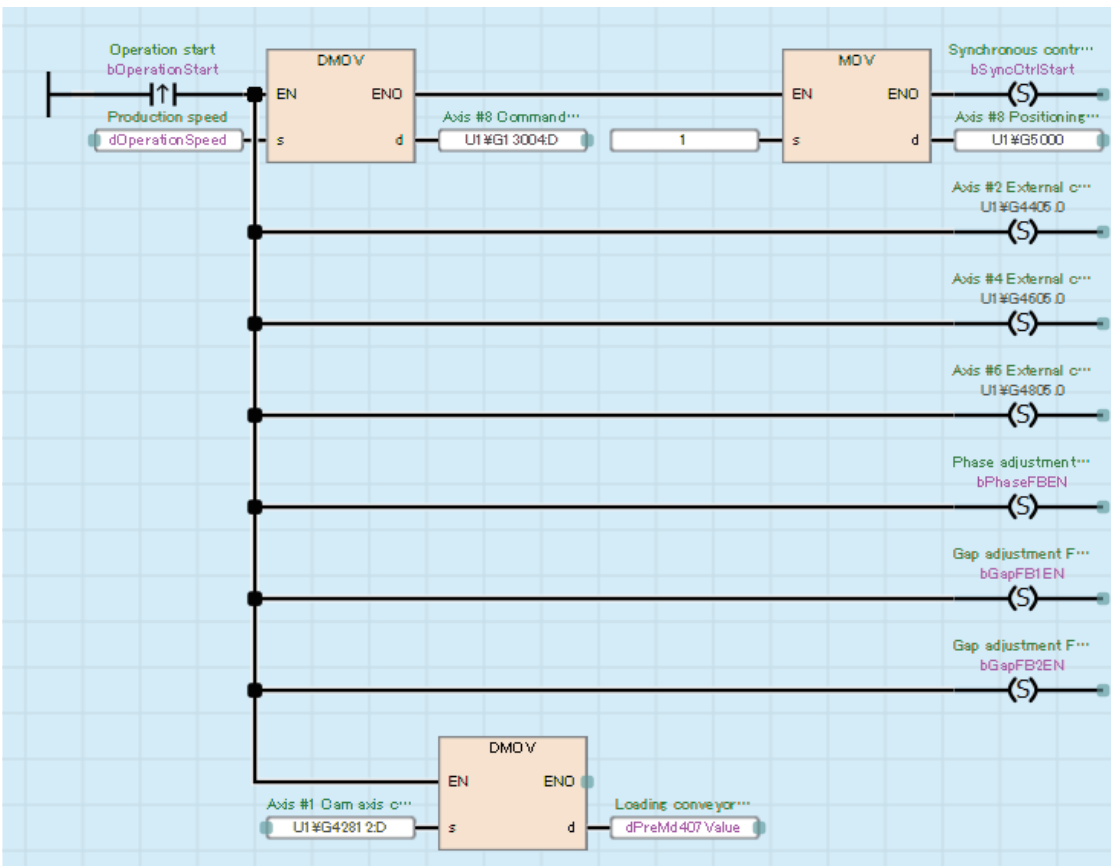 Operation start
bOperationStart
DMOV
MOV
Synchronous contr…
bSyncCtrlStart
EN ENO
EN ENO
(S)
Production speed
dOperationSpeed
s d
Axis #8 Command…
U1¥G13004:D
1
s d
Axis #8 Positioning…
U1¥G5000
Axis #2 External c…
U1¥G4405.0
(S)
Axis #4 External c…
U1¥G4605.0
(S)
Axis #6 External c…
U1¥G4805.0
(S)
Phase adjustment…
bPhaseFBEN
(S)
Gap adjustment F…
bGapFB1EN
(S)
Gap adjustment F…
bGapFB2EN
(S)
DMOV
EN ENO
Axis #1 Cam axis c…
U1¥G42812:D
s d
Loading conveyor…
dPreMd407Value